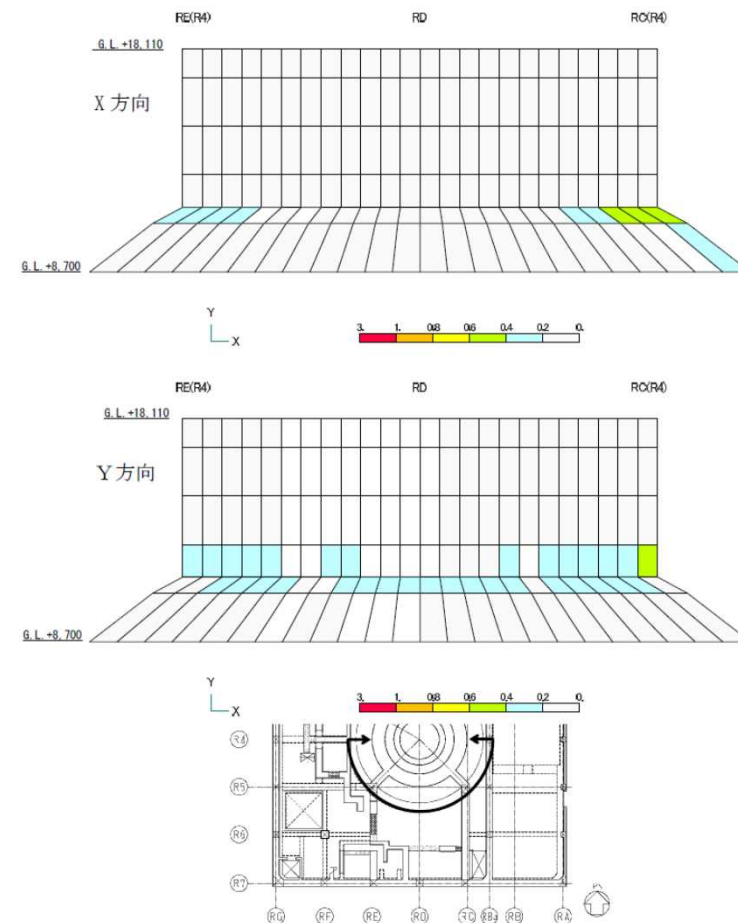 RE(R4) RD RC(R4)
G.L.+18,110
X 方向
G.L.+8,700
Y
X
3. 1. 0.8 0.6 0.4 0.2 0.
RE(R4) RD RC(R4)
G.L.+18,110
Y 方向
G.L.+8,700
Y
X
3. 1. 0.8 0.6 0.4 0.2 0.
R4
R5
R6
R7
RG RF RE RD RC RBa RB RA